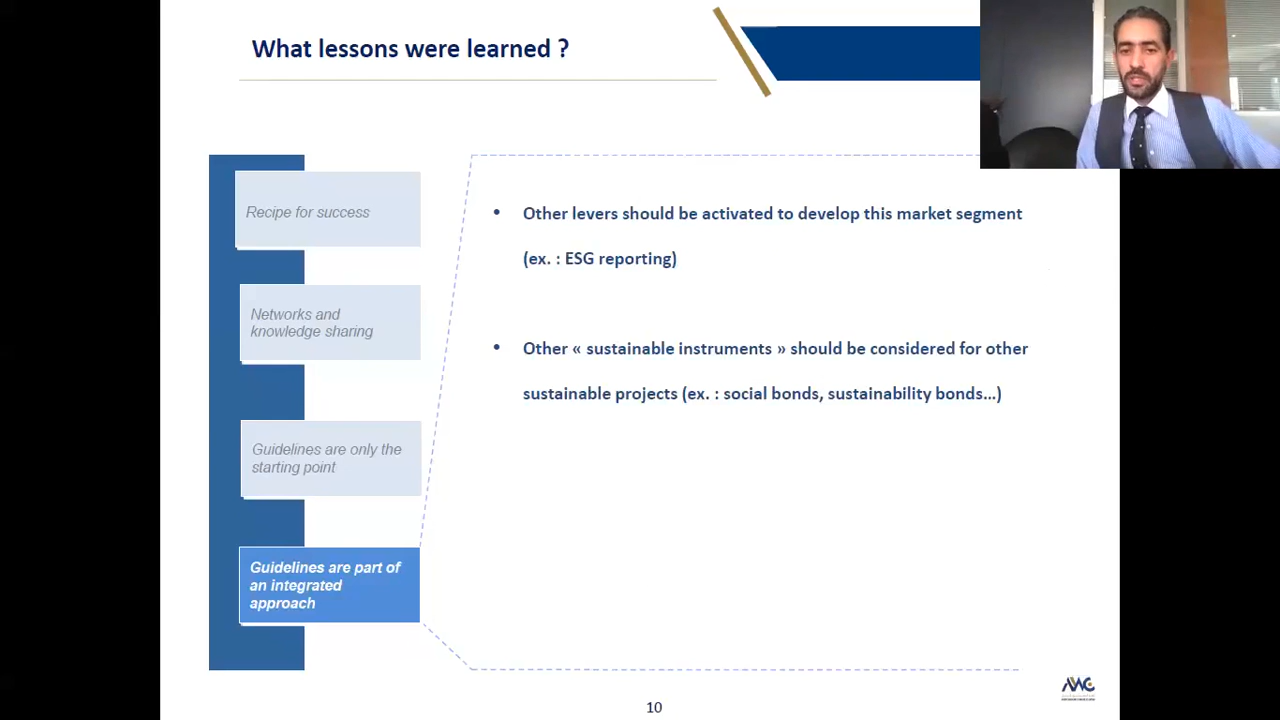 What lessons were learned ?
Recipe for success
Networks and
knowledge sharing
Guidelines are only the
starting point
Guidelines are part of
an integrated
approach
• Other levers should be activated to develop this market segment
(ex. : ESG reporting)
• Other « sustainable instruments » should be considered for other
sustainable projects (ex. : social bonds, sustainability bonds…)
10